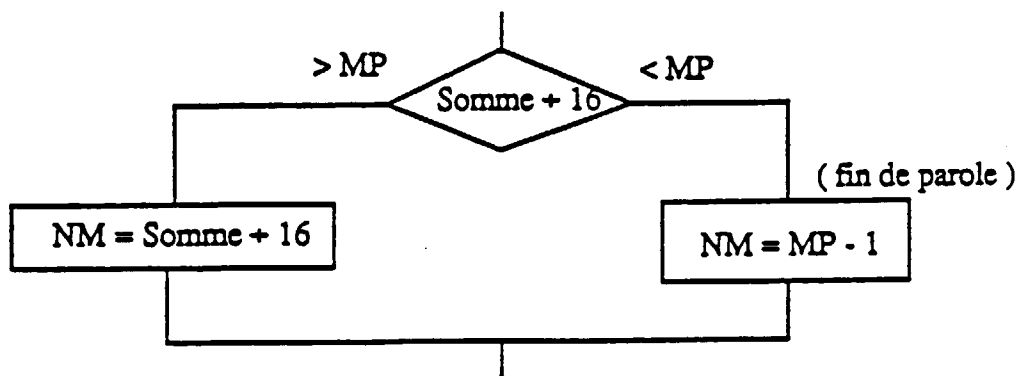 > MP
< MP
Somme + 16
( fin de parole )
NM = Somme + 16
NM = MP - 1